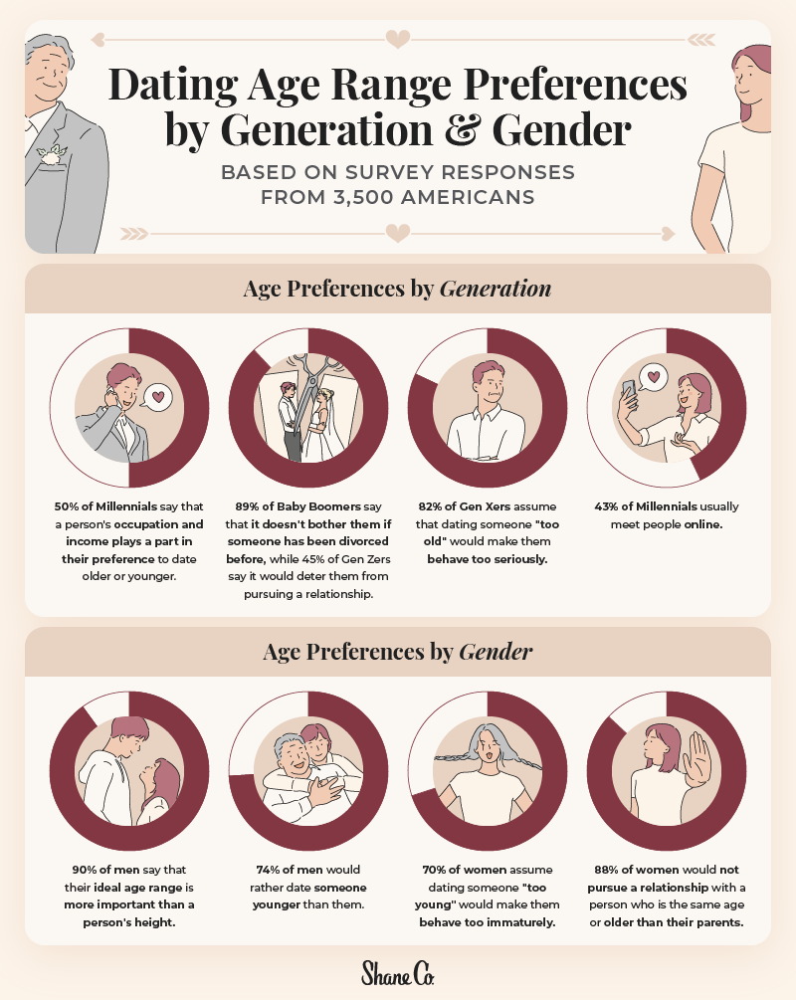 Dating Age Range Preferences
by Generation & Gender
BASED ON SURVEY RESPONSES
FROM 3,500 AMERICANS
Age Preferences by Generation
50% of Millennials say that
a person's occupation and
income plays a part in
their preference to date
older or younger.
89% of Baby Boomers say
that it doesn't bother them if
someone has been divorced
before, while 45% of Gen Zers
say it would deter them from
pursuing a relationship.
82% of Gen Xers assume
that dating someone "too
old" would make them
behave too seriously.
43% of Millennials usually
meet people online.
Age Preferences by Gender
90% of men say that
their ideal age range is
more important than a
person's height.
74% of men would
rather date someone
younger than them.
70% of women assume
dating someone "too
young" would make them
behave too immaturely.
88% of women would not
pursue a relationship with a
person who is the same age
or older than their parents.
Shane Co.